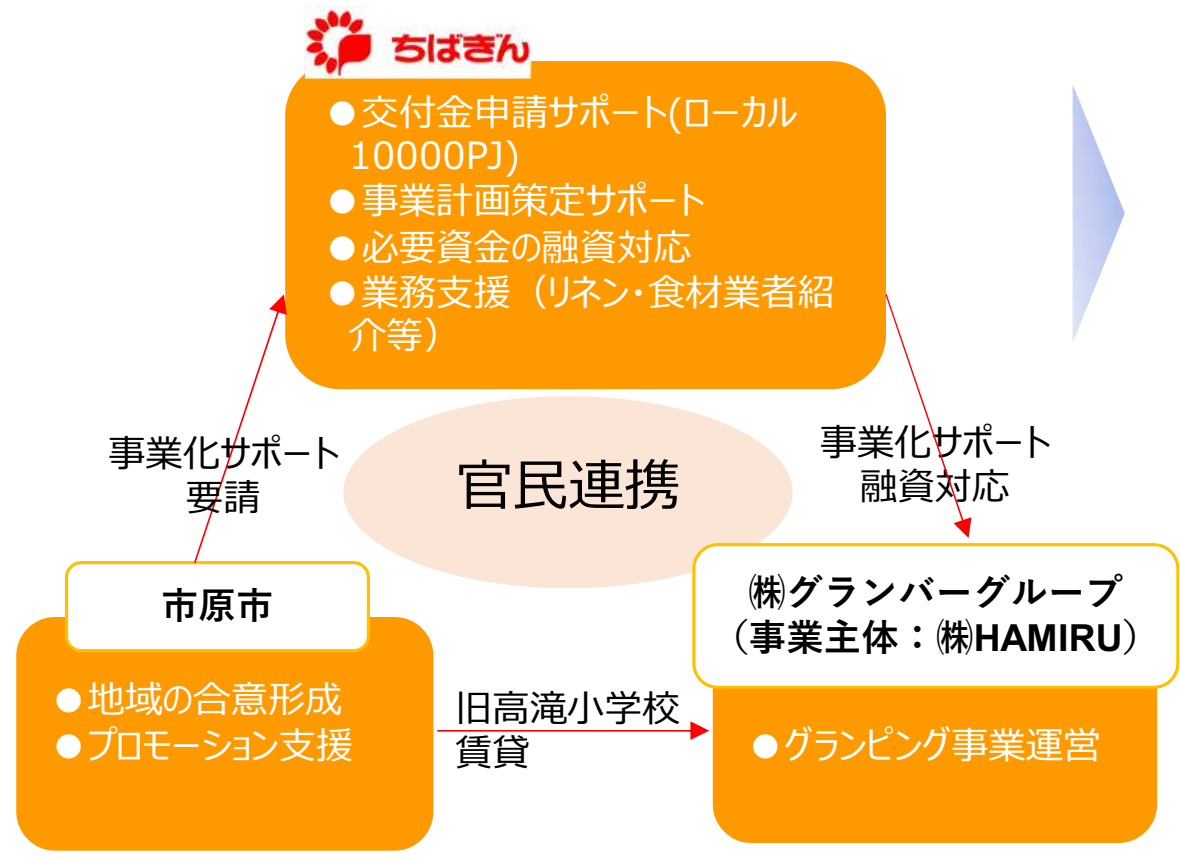 ちばぎん
●交付金申請サポート(ローカル
10000PJ)
●事業計画策定サポート
●必要資金の融資対応
●業務支援（リネン・食材業者紹
介等）
事業化サポート
要請
官民連携
事業化サポート
融資対応
市原市
●地域の合意形成
●プロモーション支援
旧高滝小学校
賃貸
㈱グランバーグループ
（事業主体：㈱HAMIRU）
●グランピング事業運営